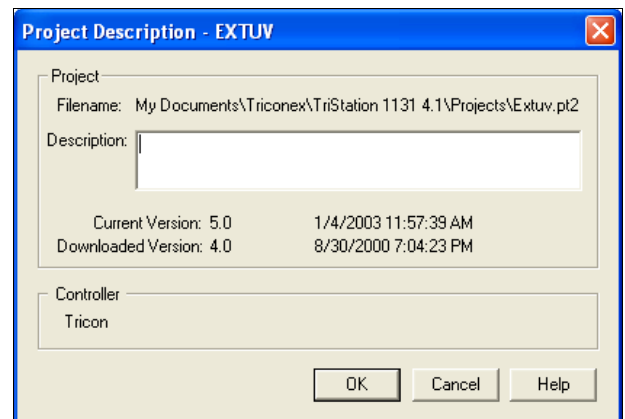 Project Description - EXTUV
Project
Filename: My Documents\Triconex\TriStation 1131 4.1\Projects\Extuv.pt2
Description:
Current Version: 5.0 1/4/2003 11:57:39 AM
Downloaded Version: 4.0 8/30/2000 7:04:23 PM
Controller
Tricon
OK Cancel Help